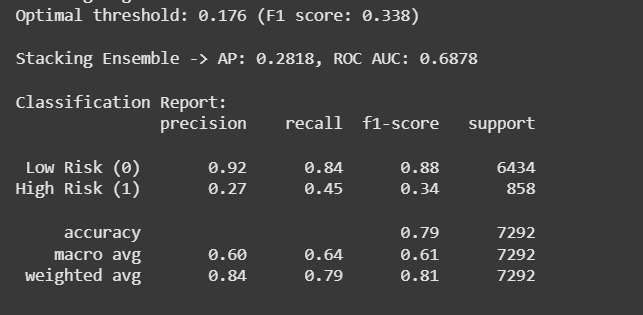 Optimal threshold: 0.176 (F1 score: 0.338)
Stacking Ensemble -> AP: 0.2818, ROC AUC: 0.6878
Classification Report:
precision recall f1-score support
Low Risk (0) 0.92 0.84 0.88 6434
High Risk (1) 0.27 0.45 0.34 858
accuracy 0.79 7292
macro avg 0.60 0.64 0.61 7292
weighted avg 0.84 0.79 0.81 7292